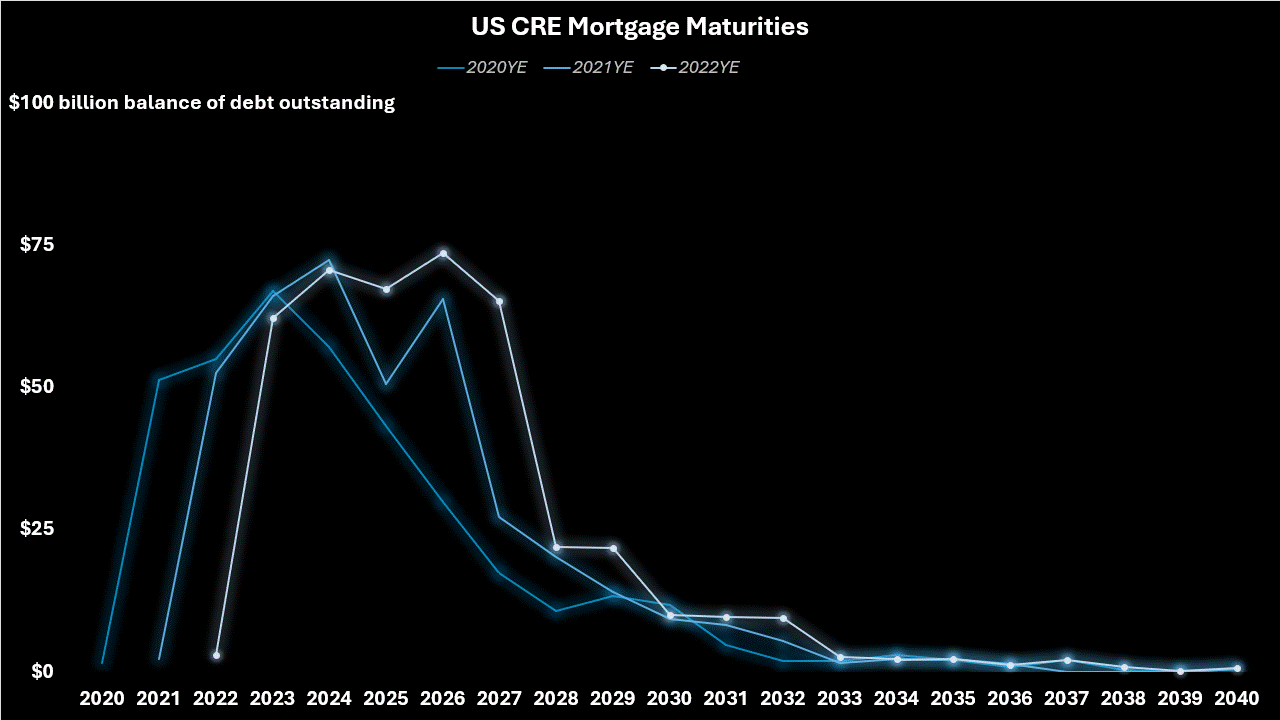 US CRE Mortgage Maturities
2020YE 2021YE 2022YE
$100 billion balance of debt outstanding
$75
$50
$25
$0
2020 2021 2022 2023 2024 2025 2026 2027 2028 2029 2030 2031 2032 2033 2034 2035 2036 2037 2038 2039 2040